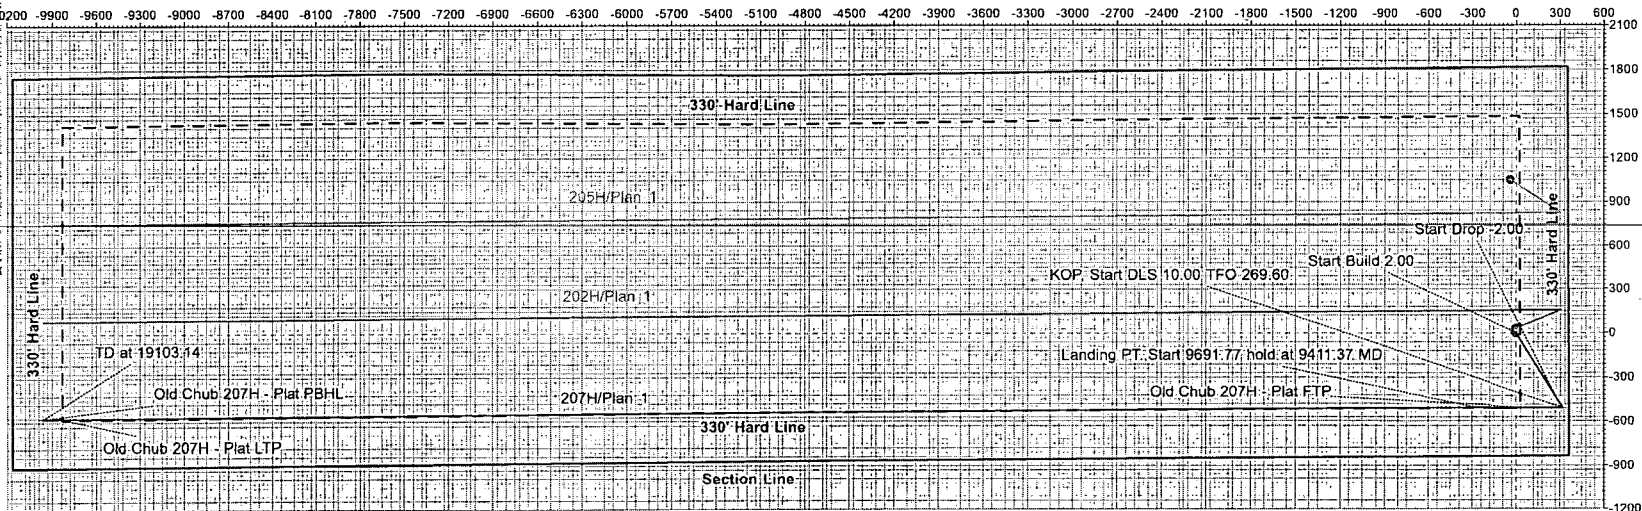 0200 -9900 -9600 -9300 -9000 -8700 -8400 -8100 -7800 -7500 -7200 -6900 -6600 -6300 -6000 -5700 -5400 -5100 -4800 -4500 -4200 -3900 -3600 -3300 -3000 -2700 -2400 -2100 -1800 -1500 -1200 -900 -600 -300 0 300 600
2100
1800
330' Hard Line
1500
1200
205H/Plan 1
900
Start Drop -2.00
600
Start Build 2.00
KOP, Start DLS 10.00 TFO 269.60
330' Hard Line
330' Hard Line
202H/Plan 1
300
0
TD at 19103.14
Landing PT. Start 9691.77 hold at 9411.37 MD
-300
Old Chub 207H - Plat PBHL
207H/Plan 1
Old Chub 207H - Plat FTP
-600
330' Hard Line
Old Chub 207H - Plat LTP
-900
Section Line
-1200